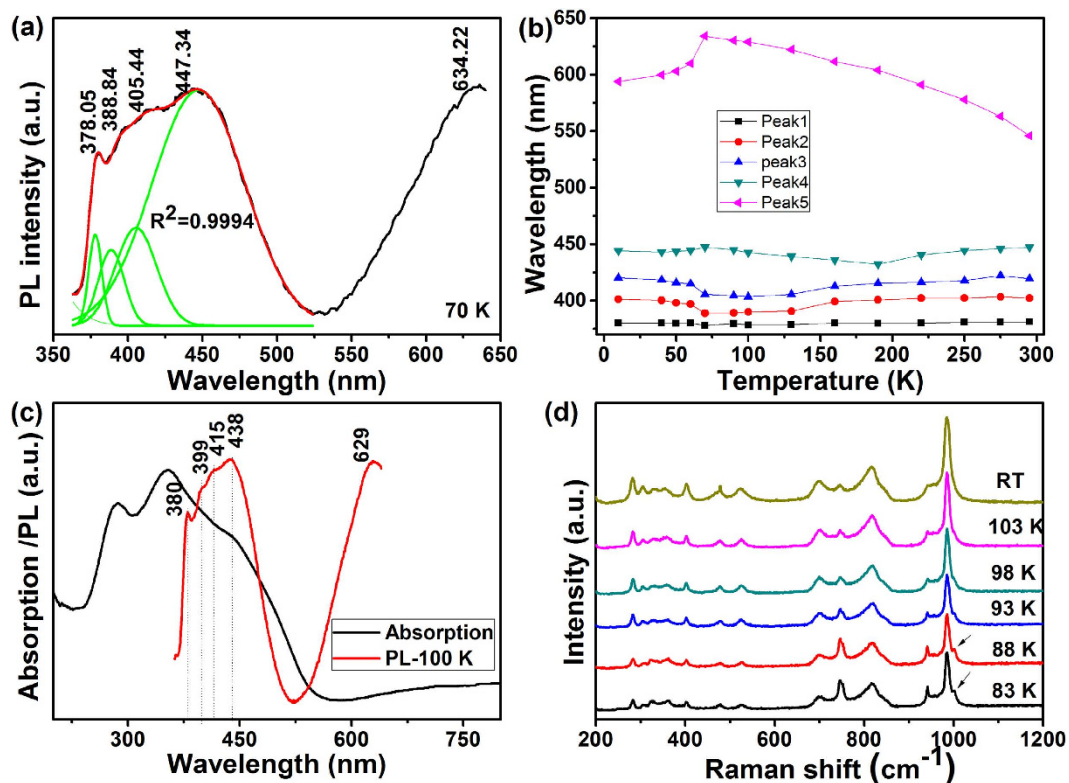 (a)
378.05
388.84
405.44
447.34
634.22
R²=0.9994
70 K
PL intensity (a.u.)
350 400 450 500 550 600 650
Wavelength (nm)
(b)
650
600
550
500
450
400
Peak1
Peak2
peak3
Peak4
Peak5
Wavelength (nm)
0 50 100 150 200 250 300
Temperature (K)
(c)
380
399
415
438
629
Absorption
PL-100 K
Absorption /PL (a.u.)
300 450 600 750
Wavelength (nm)
(d)
RT
103 K
98 K
93 K
88 K
83 K
Intensity (a.u.)
200 400 600 800 1000 1200
Raman shift (cm⁻¹)